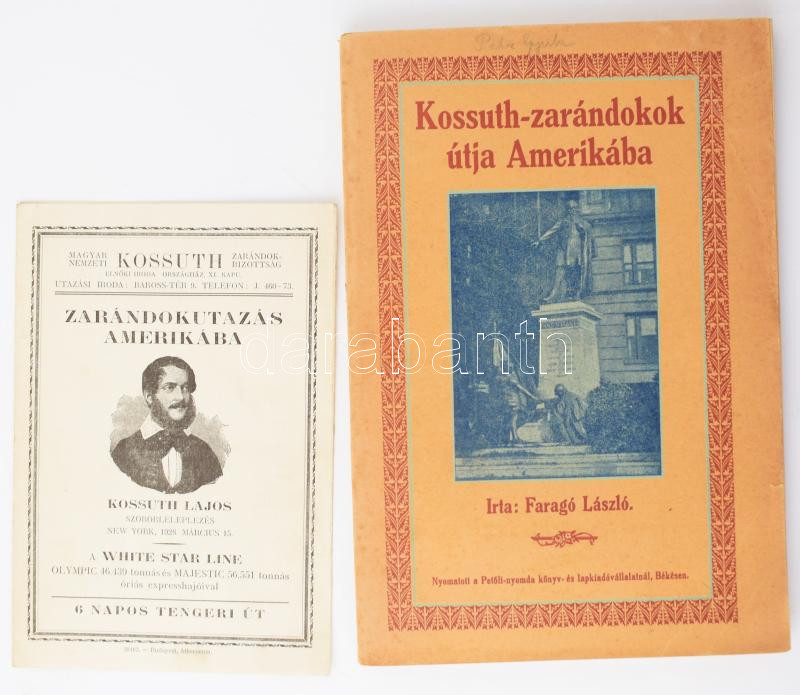 MAGYAR NEMZETI KOSSUTH ZARÁNDOK-BIZOTTSÁG
ELNÖKI IRODA ORSZÁGHÁZ, XI. KAPU.
UTAZÁSI IRODA: BAROSS-TÉR 9. TELEFON: J. 460-73.
ZARÁNDOKUTAZÁS
AMERIKÁBA
KOSSUTH LAJOS
SZOBORLELEPLEZÉS
NEW YORK, 1928. MÁRCIUS 15.
A WHITE STAR LINE
OLYMPIC 46.439 tonnás és MAJESTIC 56.551 tonnás
óriás expresshajóival
6 NAPOS TENGERI ÚT
— Budapest, Athenaeum.
Kossuth-zarándokok
útja Amerikába
Irta: Faragó László.
Nyomatott a Petőfi-nyomda könyv- és lapkiadóvállalatnál, Békésen.
darabanth